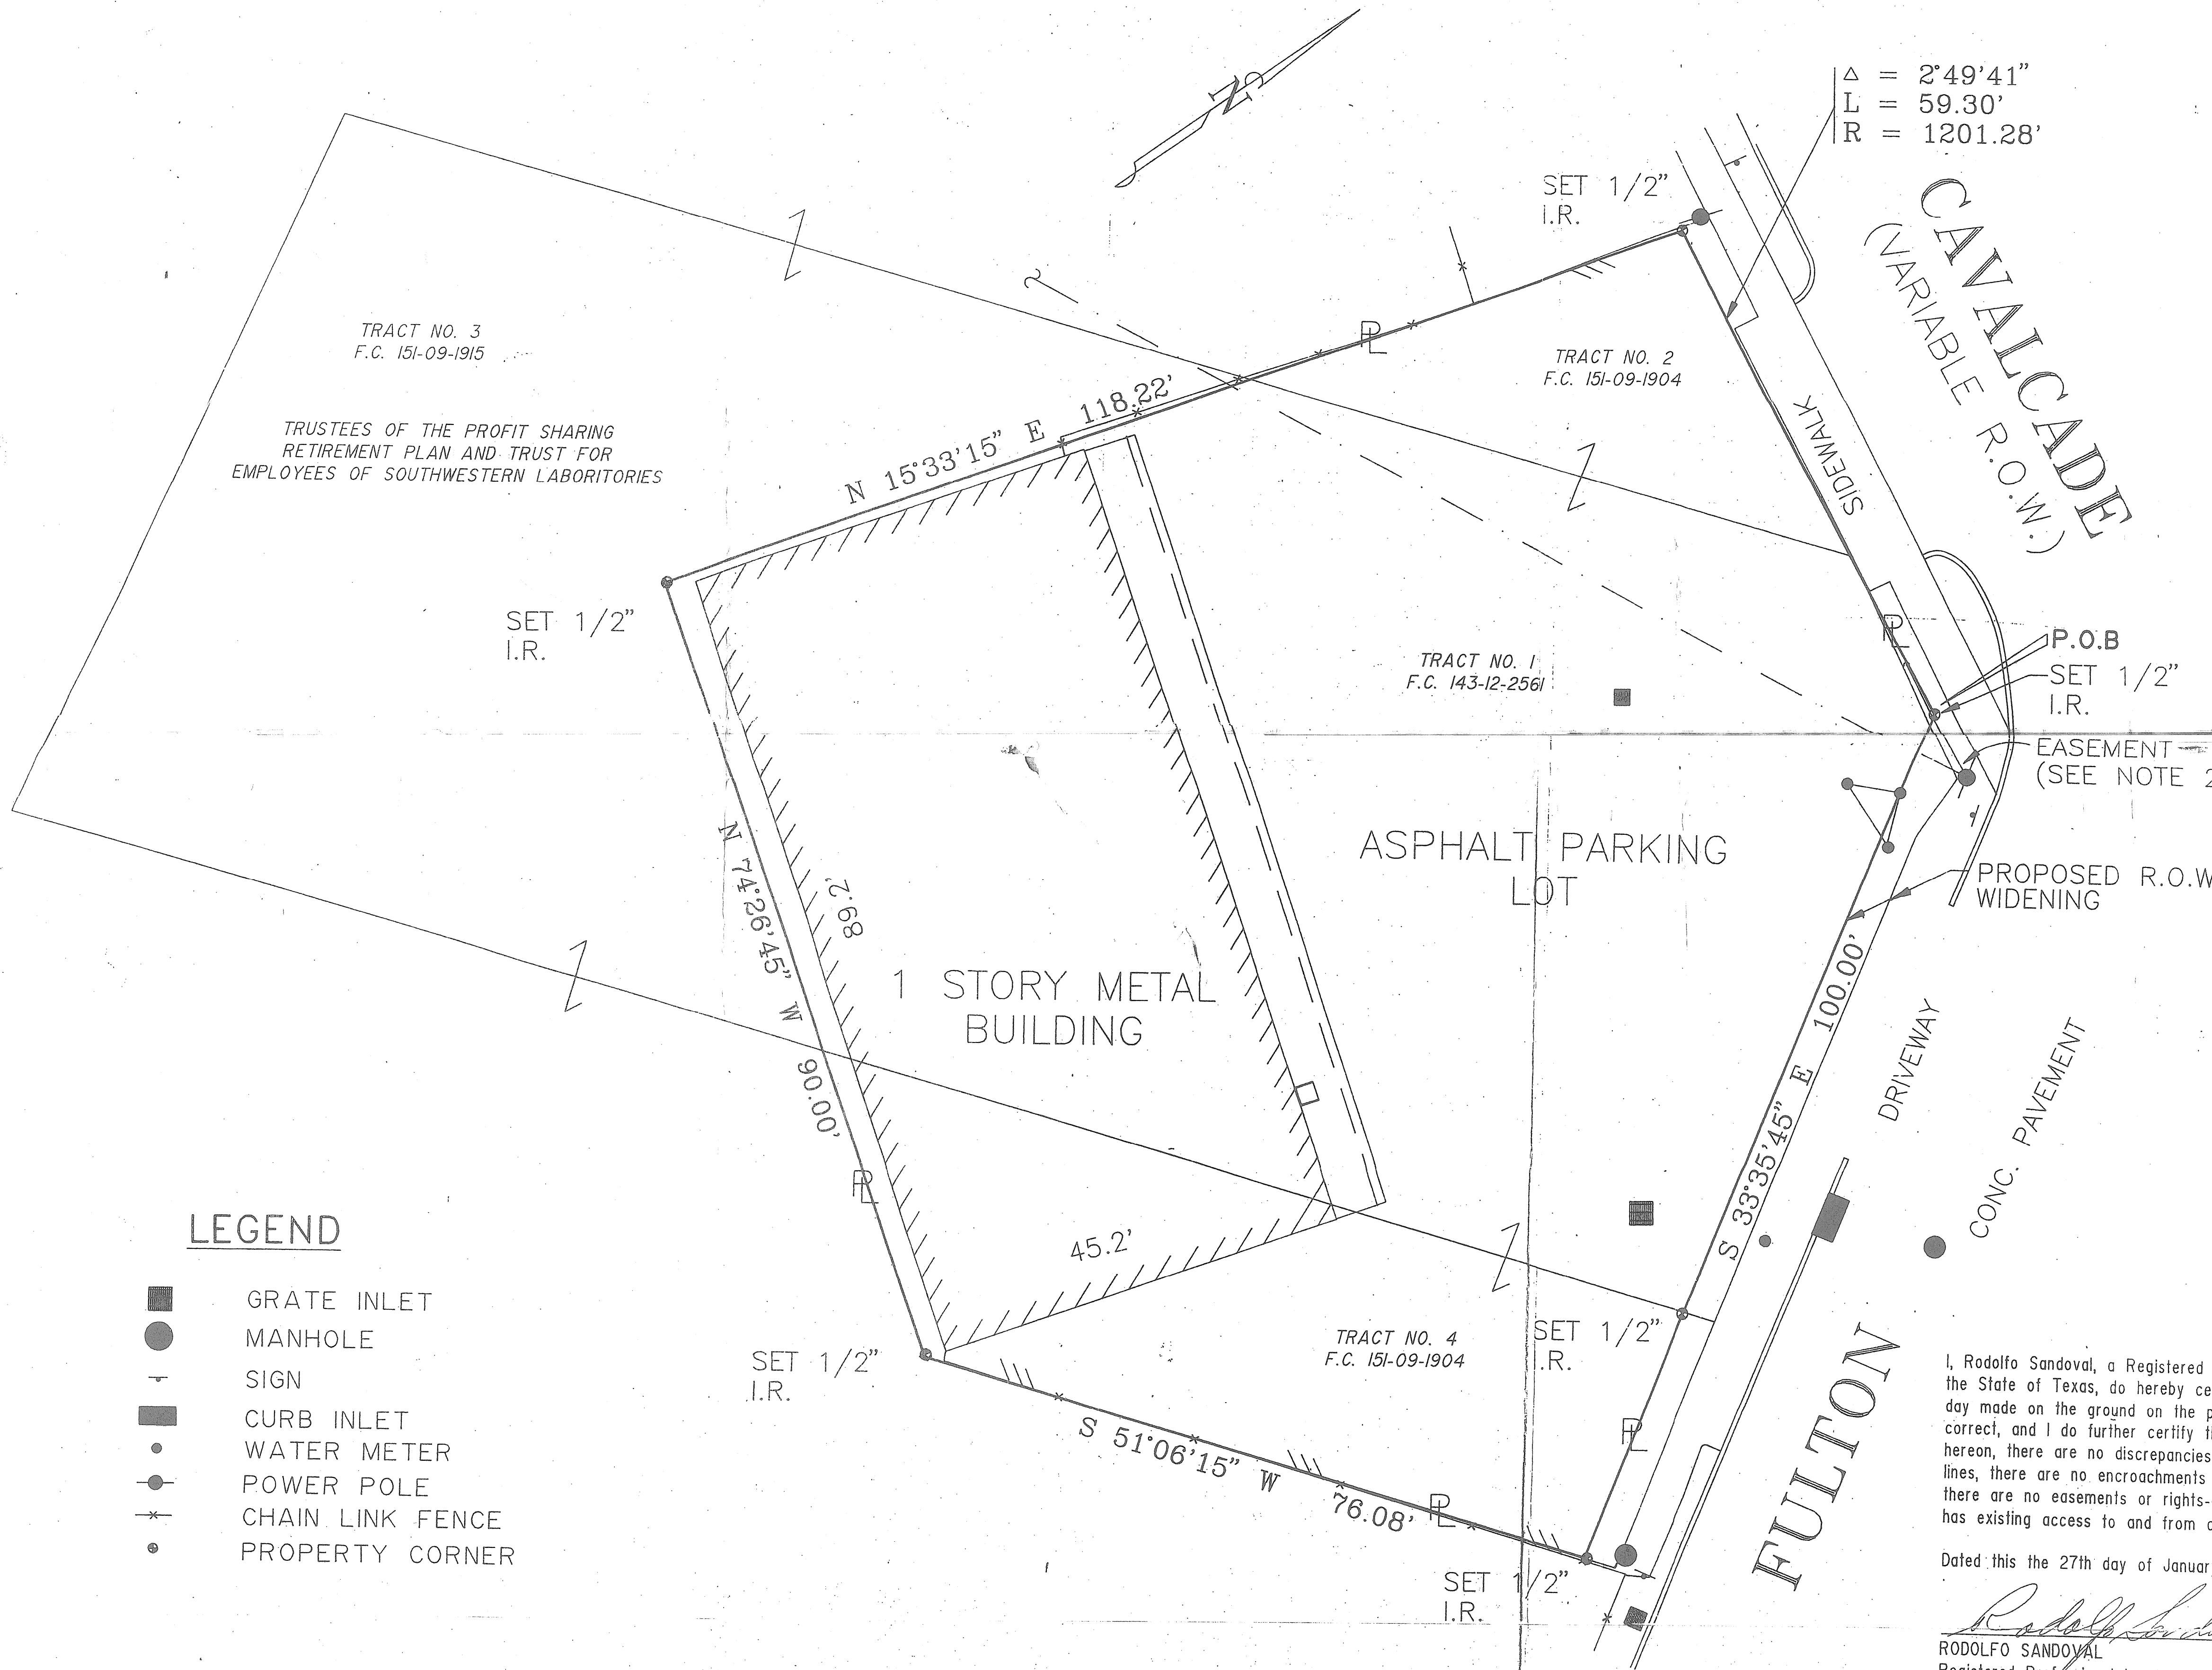 N
Δ = 2°49'41"
L = 59.30'
R = 1201.28'
SET 1/2"
I.R.
CAVALCADE
(VARIABLE R.O.W.)
TRACT NO. 3
F.C. 151-09-1915
TRUSTEES OF THE PROFIT SHARING
RETIREMENT PLAN AND TRUST FOR
EMPLOYEES OF SOUTHWESTERN LABORITORIES
N 15°33'15" E 118.22'
PL
TRACT NO. 2
F.C. 151-09-1904
SIDEWALK
SET 1/2"
I.R.
TRACT NO. 1
F.C. 143-12-2561
PL
P.O.B
SET 1/2"
I.R.
EASEMENT
(SEE NOTE 2
ASPHALT PARKING
LOT
PROPOSED R.O.W
WIDENING
N 74°26'45" W 90.00'
89.2'
1 STORY METAL
BUILDING
S 33°35'45" E 100.00'
DRIVEWAY
CONC. PAVEMENT
PL
45.2'
LEGEND
GRATE INLET
MANHOLE
SIGN
CURB INLET
WATER METER
POWER POLE
CHAIN LINK FENCE
PROPERTY CORNER
SET 1/2"
I.R.
TRACT NO. 4
F.C. 151-09-1904
SET 1/2"
I.R.
PL
S 51°06'15" W 76.08'
PL
SET 1/2"
I.R.
FULTON
I, Rodolfo Sandoval, a Registered
the State of Texas, do hereby ce
day made on the ground on the p
correct, and I do further certify t
hereon, there are no discrepancies
lines, there are no encroachments
there are no easements or rights-
has existing access to and from a
Dated this the 27th day of Januar
RODOLFO SANDOVAL